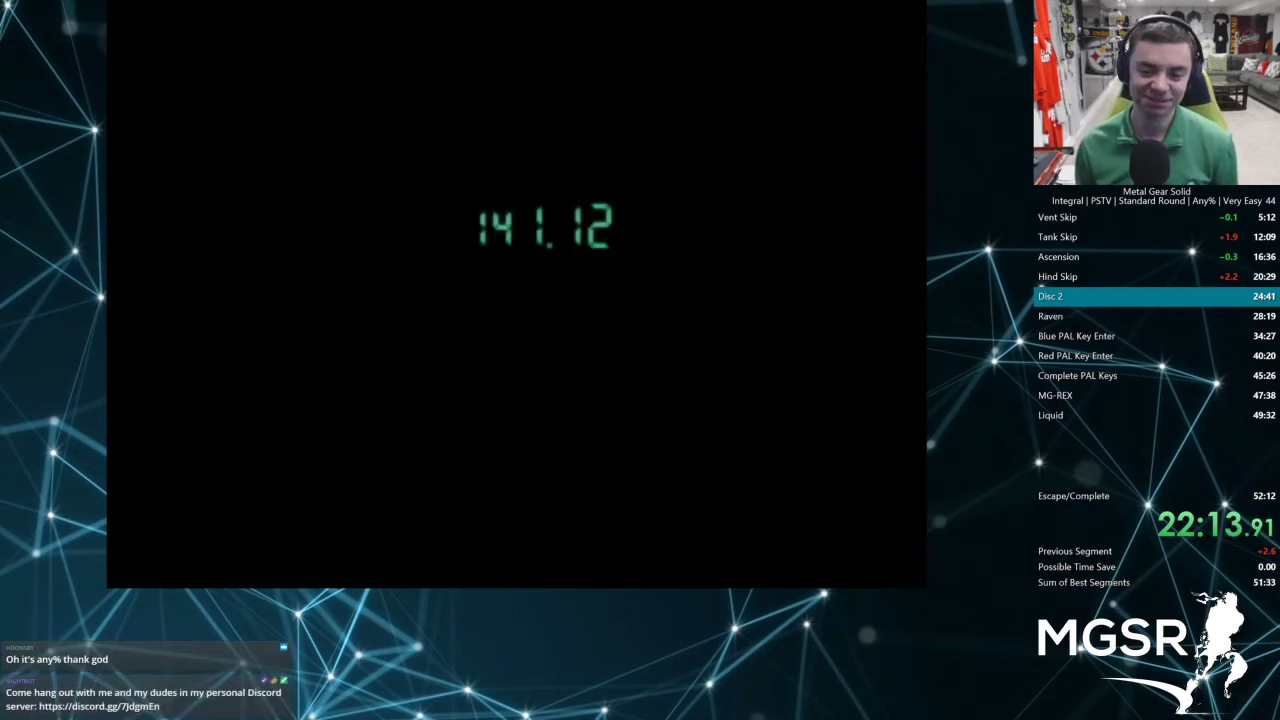 141.12
Metal Gear Solid
Integral | PSTV | Standard Round | Any% | Very Easy 44
Vent Skip −0.1 5:12
Tank Skip +1.9 12:09
Ascension −0.3 16:36
Hind Skip +2.2 20:29
Disc 2 24:41
Raven 28:19
Blue PAL Key Enter 34:27
Red PAL Key Enter 40:20
Complete PAL Keys 45:26
MG-REX 47:38
Liquid 49:32
Escape/Complete 52:12
22:13.91
Previous Segment +2.6
Possible Time Save 0.00
Sum of Best Segments 51:33
MGSR
HOONSBY
Oh it's any% thank god
NIGHTBOT
Come hang out with me and my dudes in my personal Discord
server: https://discord.gg/7JdgmEn